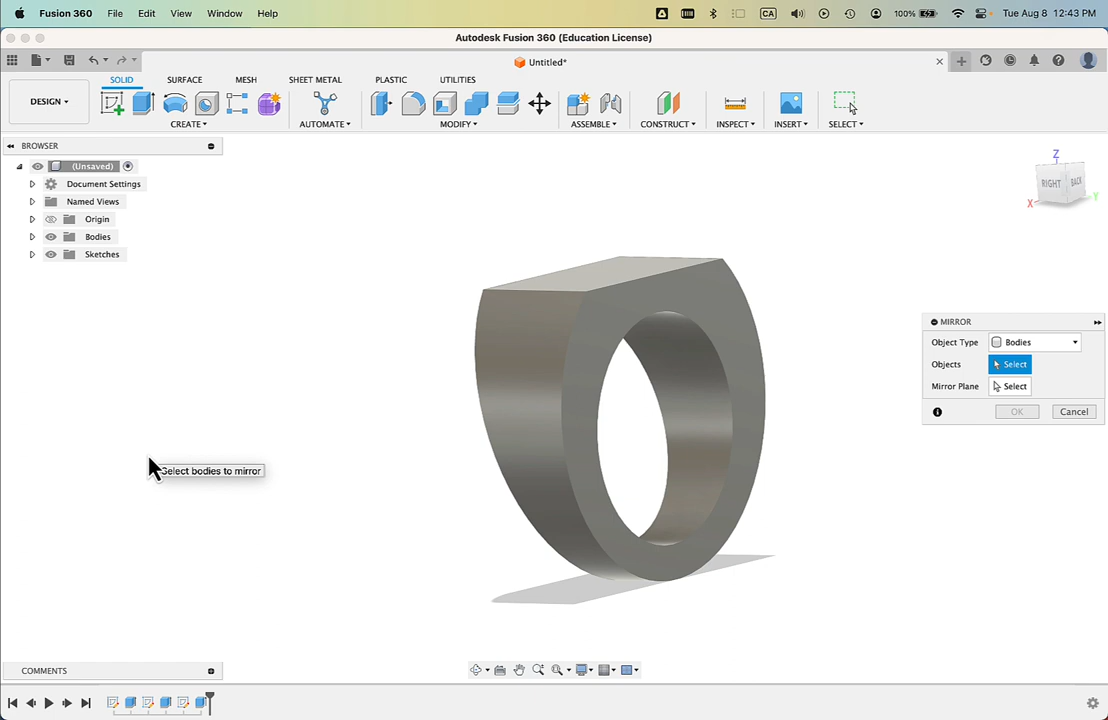 Fusion 360 File Edit View Window Help CA 100% Tue Aug 8 12:43 PM
Autodesk Fusion 360 (Education License)
Untitled*
SOLID SURFACE MESH SHEET METAL PLASTIC UTILITIES
DESIGN
CREATE AUTOMATE MODIFY ASSEMBLE CONSTRUCT INSPECT INSERT SELECT
BROWSER
(Unsaved)
Document Settings
Named Views
Origin
Bodies
Sketches
Z
RIGHT BACK
X Y
MIRROR
Object Type Bodies
Objects Select
Mirror Plane Select
OK Cancel
Select bodies to mirror
COMMENTS